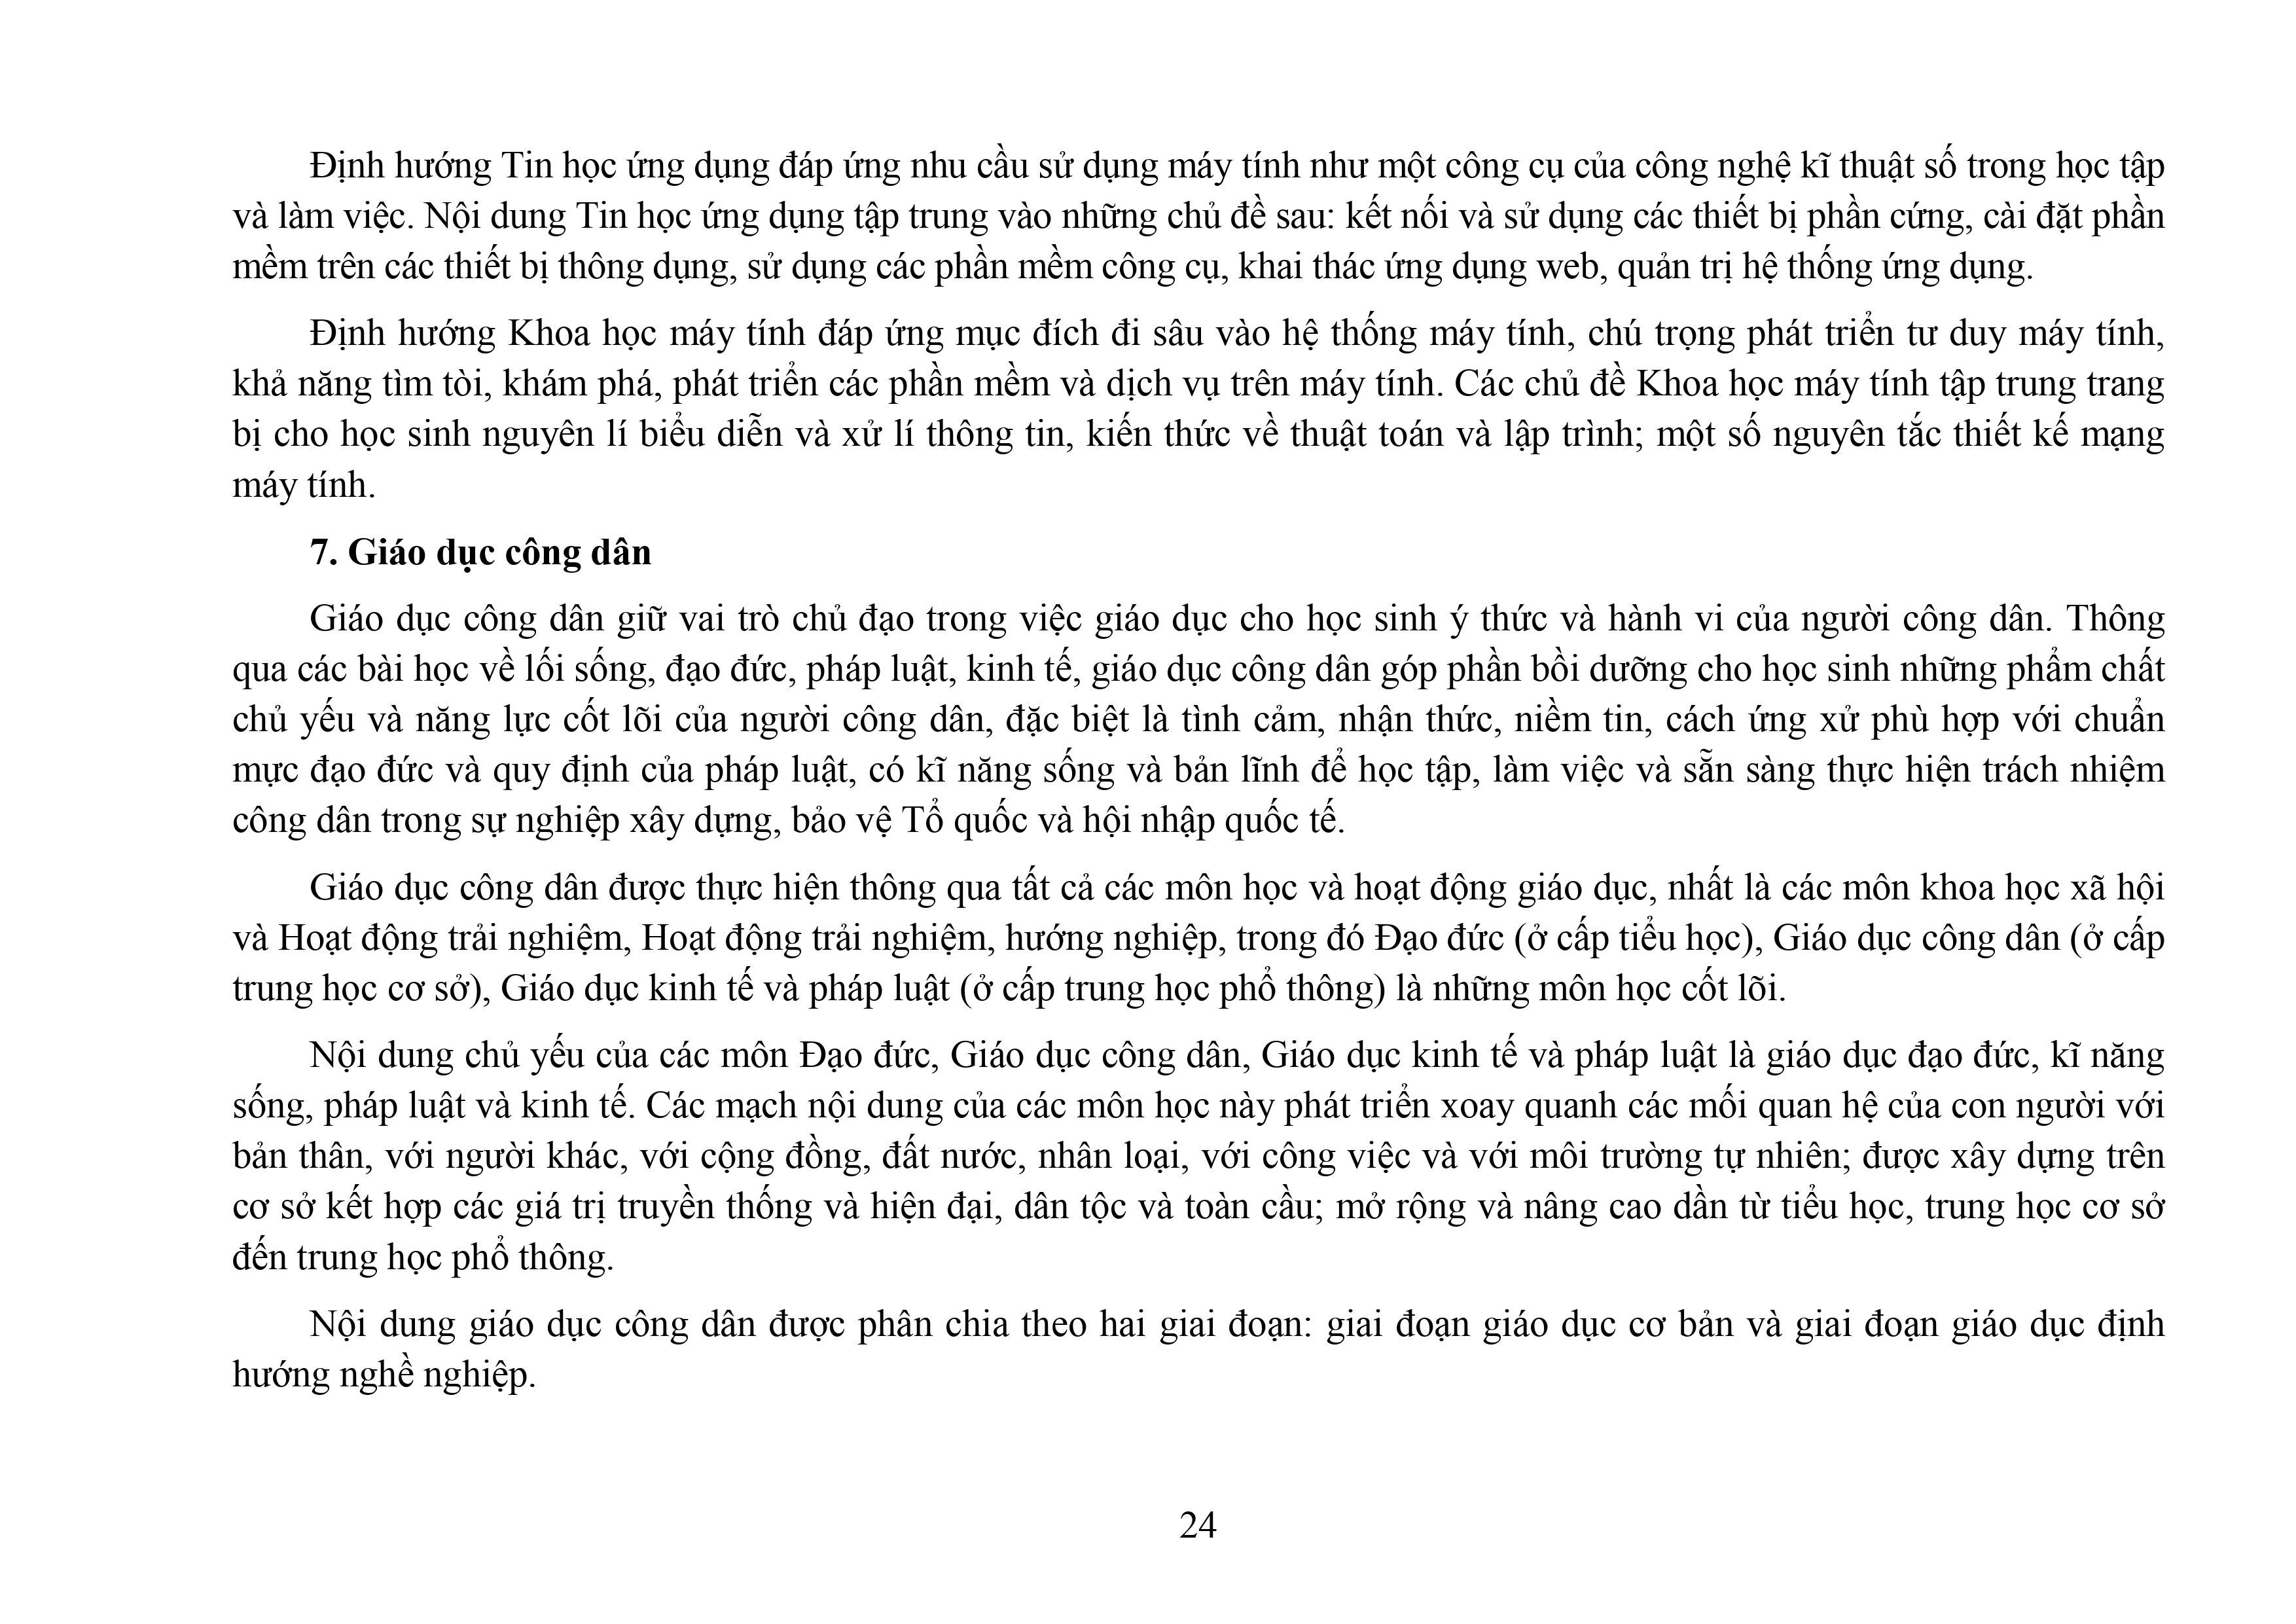 Định hướng Tin học ứng dụng đáp ứng nhu cầu sử dụng máy tính như một công cụ của công nghệ kĩ thuật số trong học tập
và làm việc. Nội dung Tin học ứng dụng tập trung vào những chủ đề sau: kết nối và sử dụng các thiết bị phần cứng, cài đặt phần
mềm trên các thiết bị thông dụng, sử dụng các phần mềm công cụ, khai thác ứng dụng web, quản trị hệ thống ứng dụng.
Định hướng Khoa học máy tính đáp ứng mục đích đi sâu vào hệ thống máy tính, chú trọng phát triển tư duy máy tính,
khả năng tìm tòi, khám phá, phát triển các phần mềm và dịch vụ trên máy tính. Các chủ đề Khoa học máy tính tập trung trang
bị cho học sinh nguyên lí biểu diễn và xử lí thông tin, kiến thức về thuật toán và lập trình; một số nguyên tắc thiết kế mạng
máy tính.
7. Giáo dục công dân
Giáo dục công dân giữ vai trò chủ đạo trong việc giáo dục cho học sinh ý thức và hành vi của người công dân. Thông
qua các bài học về lối sống, đạo đức, pháp luật, kinh tế, giáo dục công dân góp phần bồi dưỡng cho học sinh những phẩm chất
chủ yếu và năng lực cốt lõi của người công dân, đặc biệt là tình cảm, nhận thức, niềm tin, cách ứng xử phù hợp với chuẩn
mực đạo đức và quy định của pháp luật, có kĩ năng sống và bản lĩnh để học tập, làm việc và sẵn sàng thực hiện trách nhiệm
công dân trong sự nghiệp xây dựng, bảo vệ Tổ quốc và hội nhập quốc tế.
Giáo dục công dân được thực hiện thông qua tất cả các môn học và hoạt động giáo dục, nhất là các môn khoa học xã hội
và Hoạt động trải nghiệm, Hoạt động trải nghiệm, hướng nghiệp, trong đó Đạo đức (ở cấp tiểu học), Giáo dục công dân (ở cấp
trung học cơ sở), Giáo dục kinh tế và pháp luật (ở cấp trung học phổ thông) là những môn học cốt lõi.
Nội dung chủ yếu của các môn Đạo đức, Giáo dục công dân, Giáo dục kinh tế và pháp luật là giáo dục đạo đức, kĩ năng
sống, pháp luật và kinh tế. Các mạch nội dung của các môn học này phát triển xoay quanh các mối quan hệ của con người với
bản thân, với người khác, với cộng đồng, đất nước, nhân loại, với công việc và với môi trường tự nhiên; được xây dựng trên
cơ sở kết hợp các giá trị truyền thống và hiện đại, dân tộc và toàn cầu; mở rộng và nâng cao dần từ tiểu học, trung học cơ sở
đến trung học phổ thông.
Nội dung giáo dục công dân được phân chia theo hai giai đoạn: giai đoạn giáo dục cơ bản và giai đoạn giáo dục định
hướng nghề nghiệp.
24